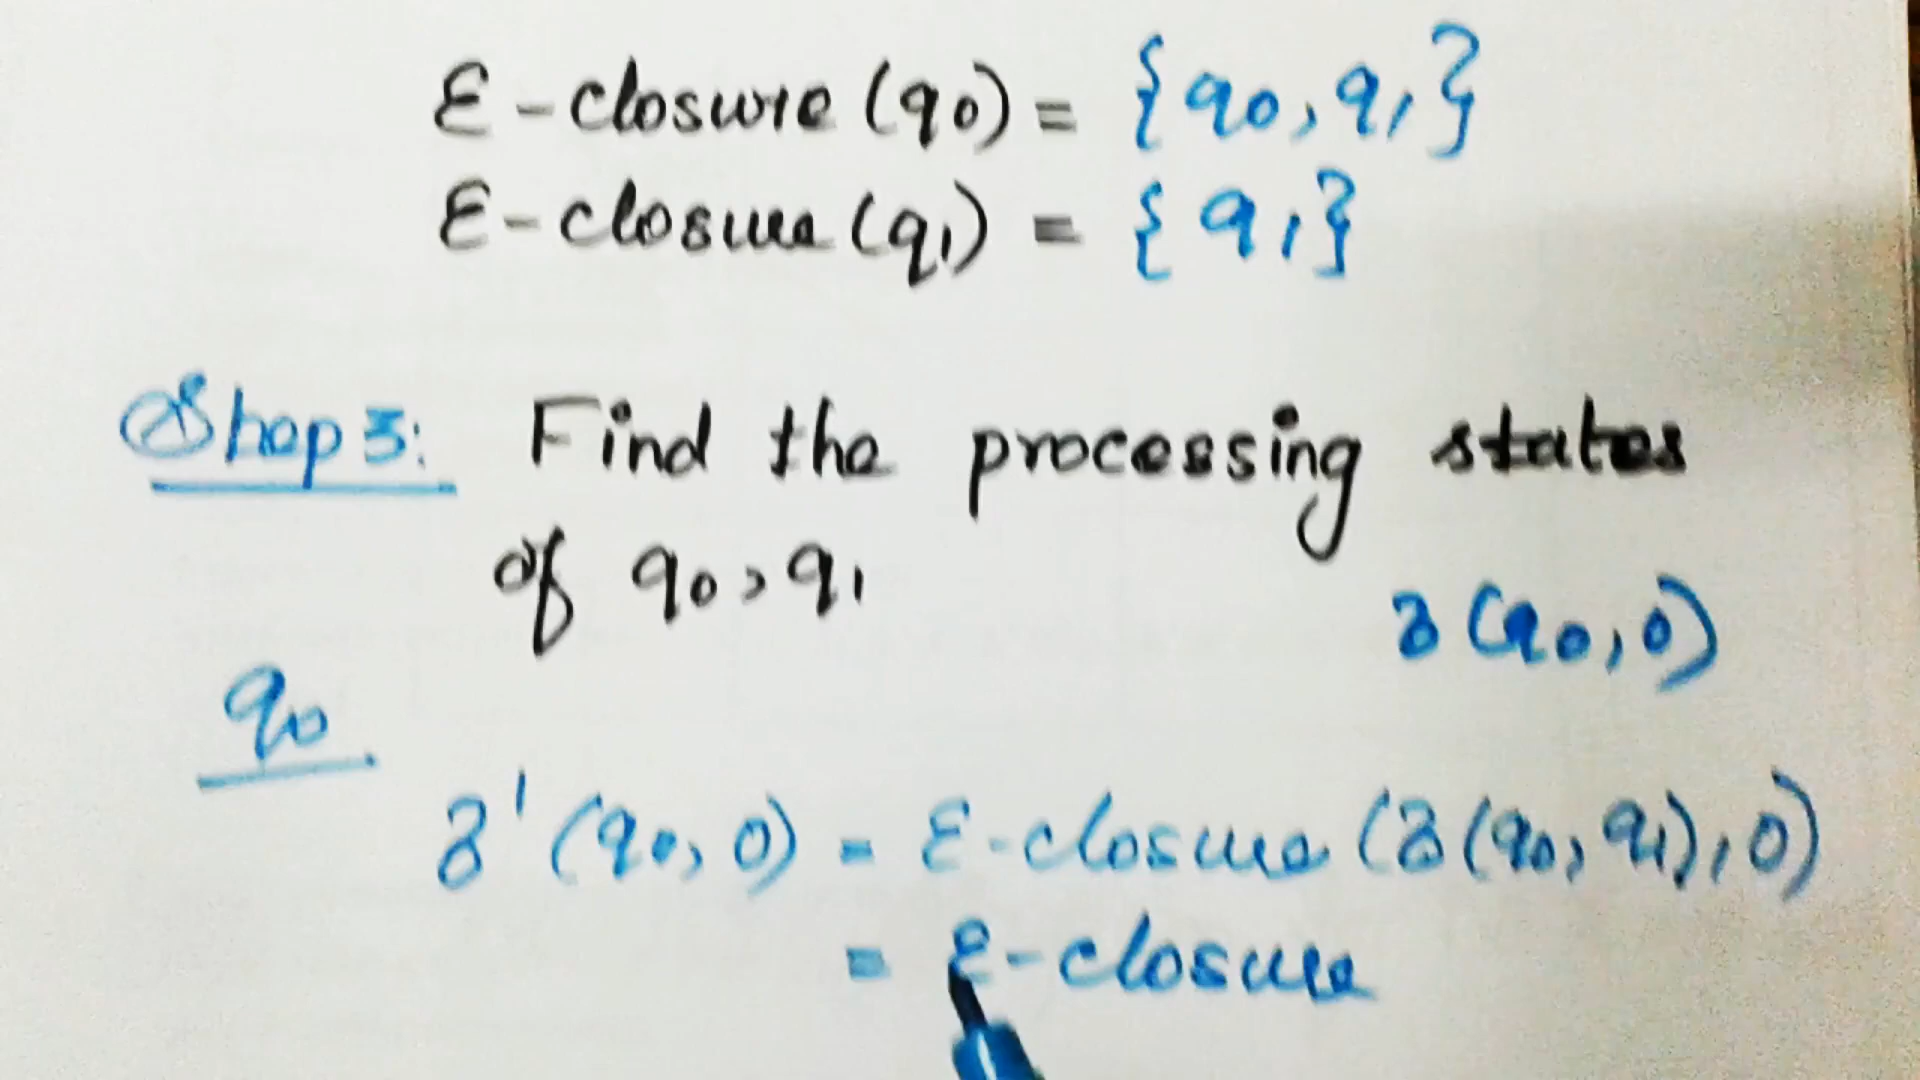 ε-closure (q0) = {q0, q1}
ε-closure (q1) = {q1}
Step 3: Find the processing states
of q0, q1
δ(q0, 0)
q0
δ'(q0, 0) = ε-closure (δ(q0, q1), 0)
= ε-closure